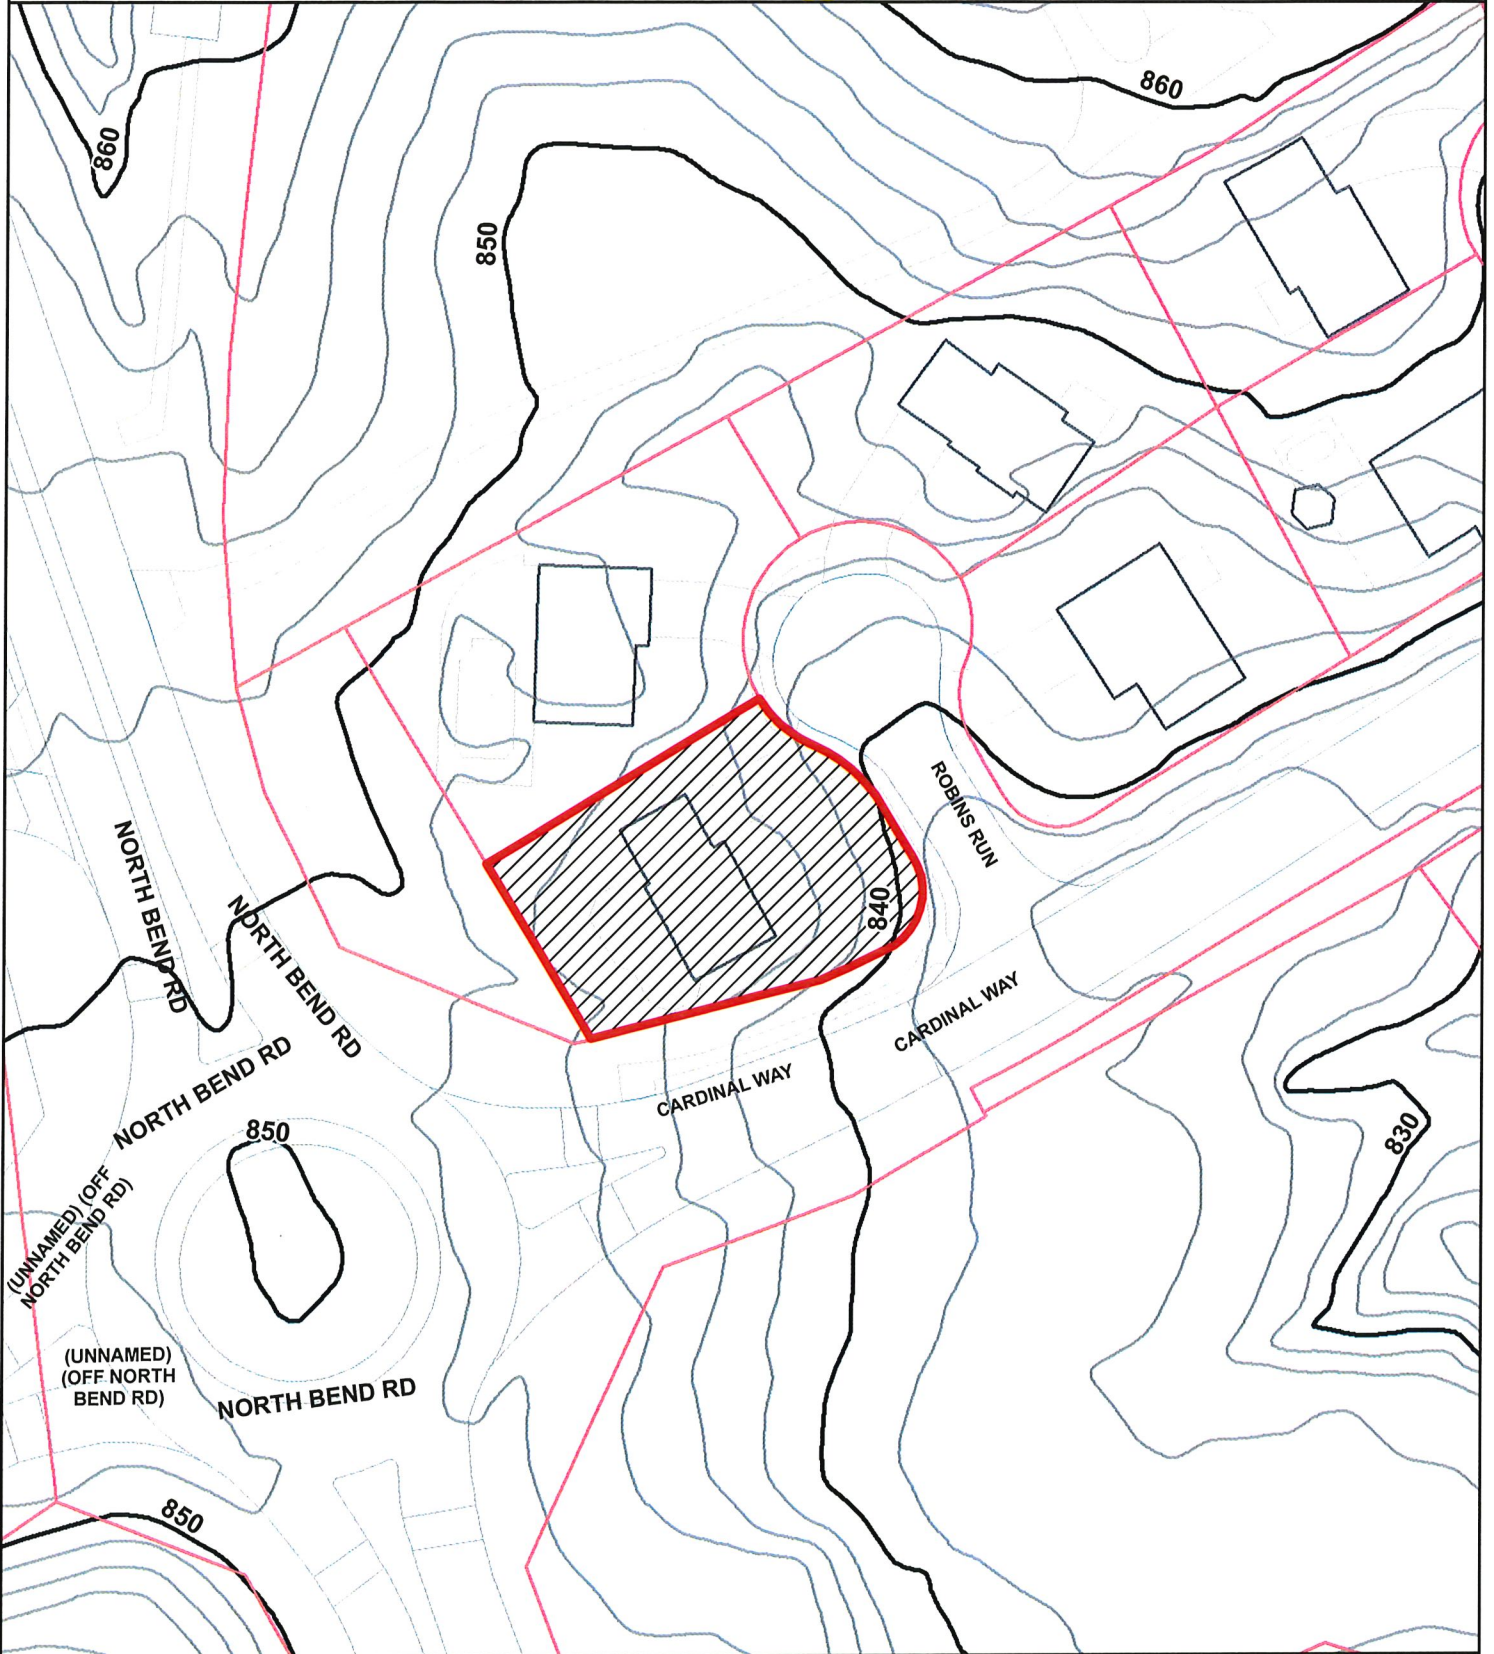 860
860
850
NORTH BEND RD
NORTH BEND RD
ROBINS RUN
840
CARDINAL WAY
CARDINAL WAY
NORTH BEND RD
850
830
(UNNAMED) (OFF
NORTH BEND RD)
(UNNAMED)
(OFF NORTH
BEND RD)
NORTH BEND RD
850